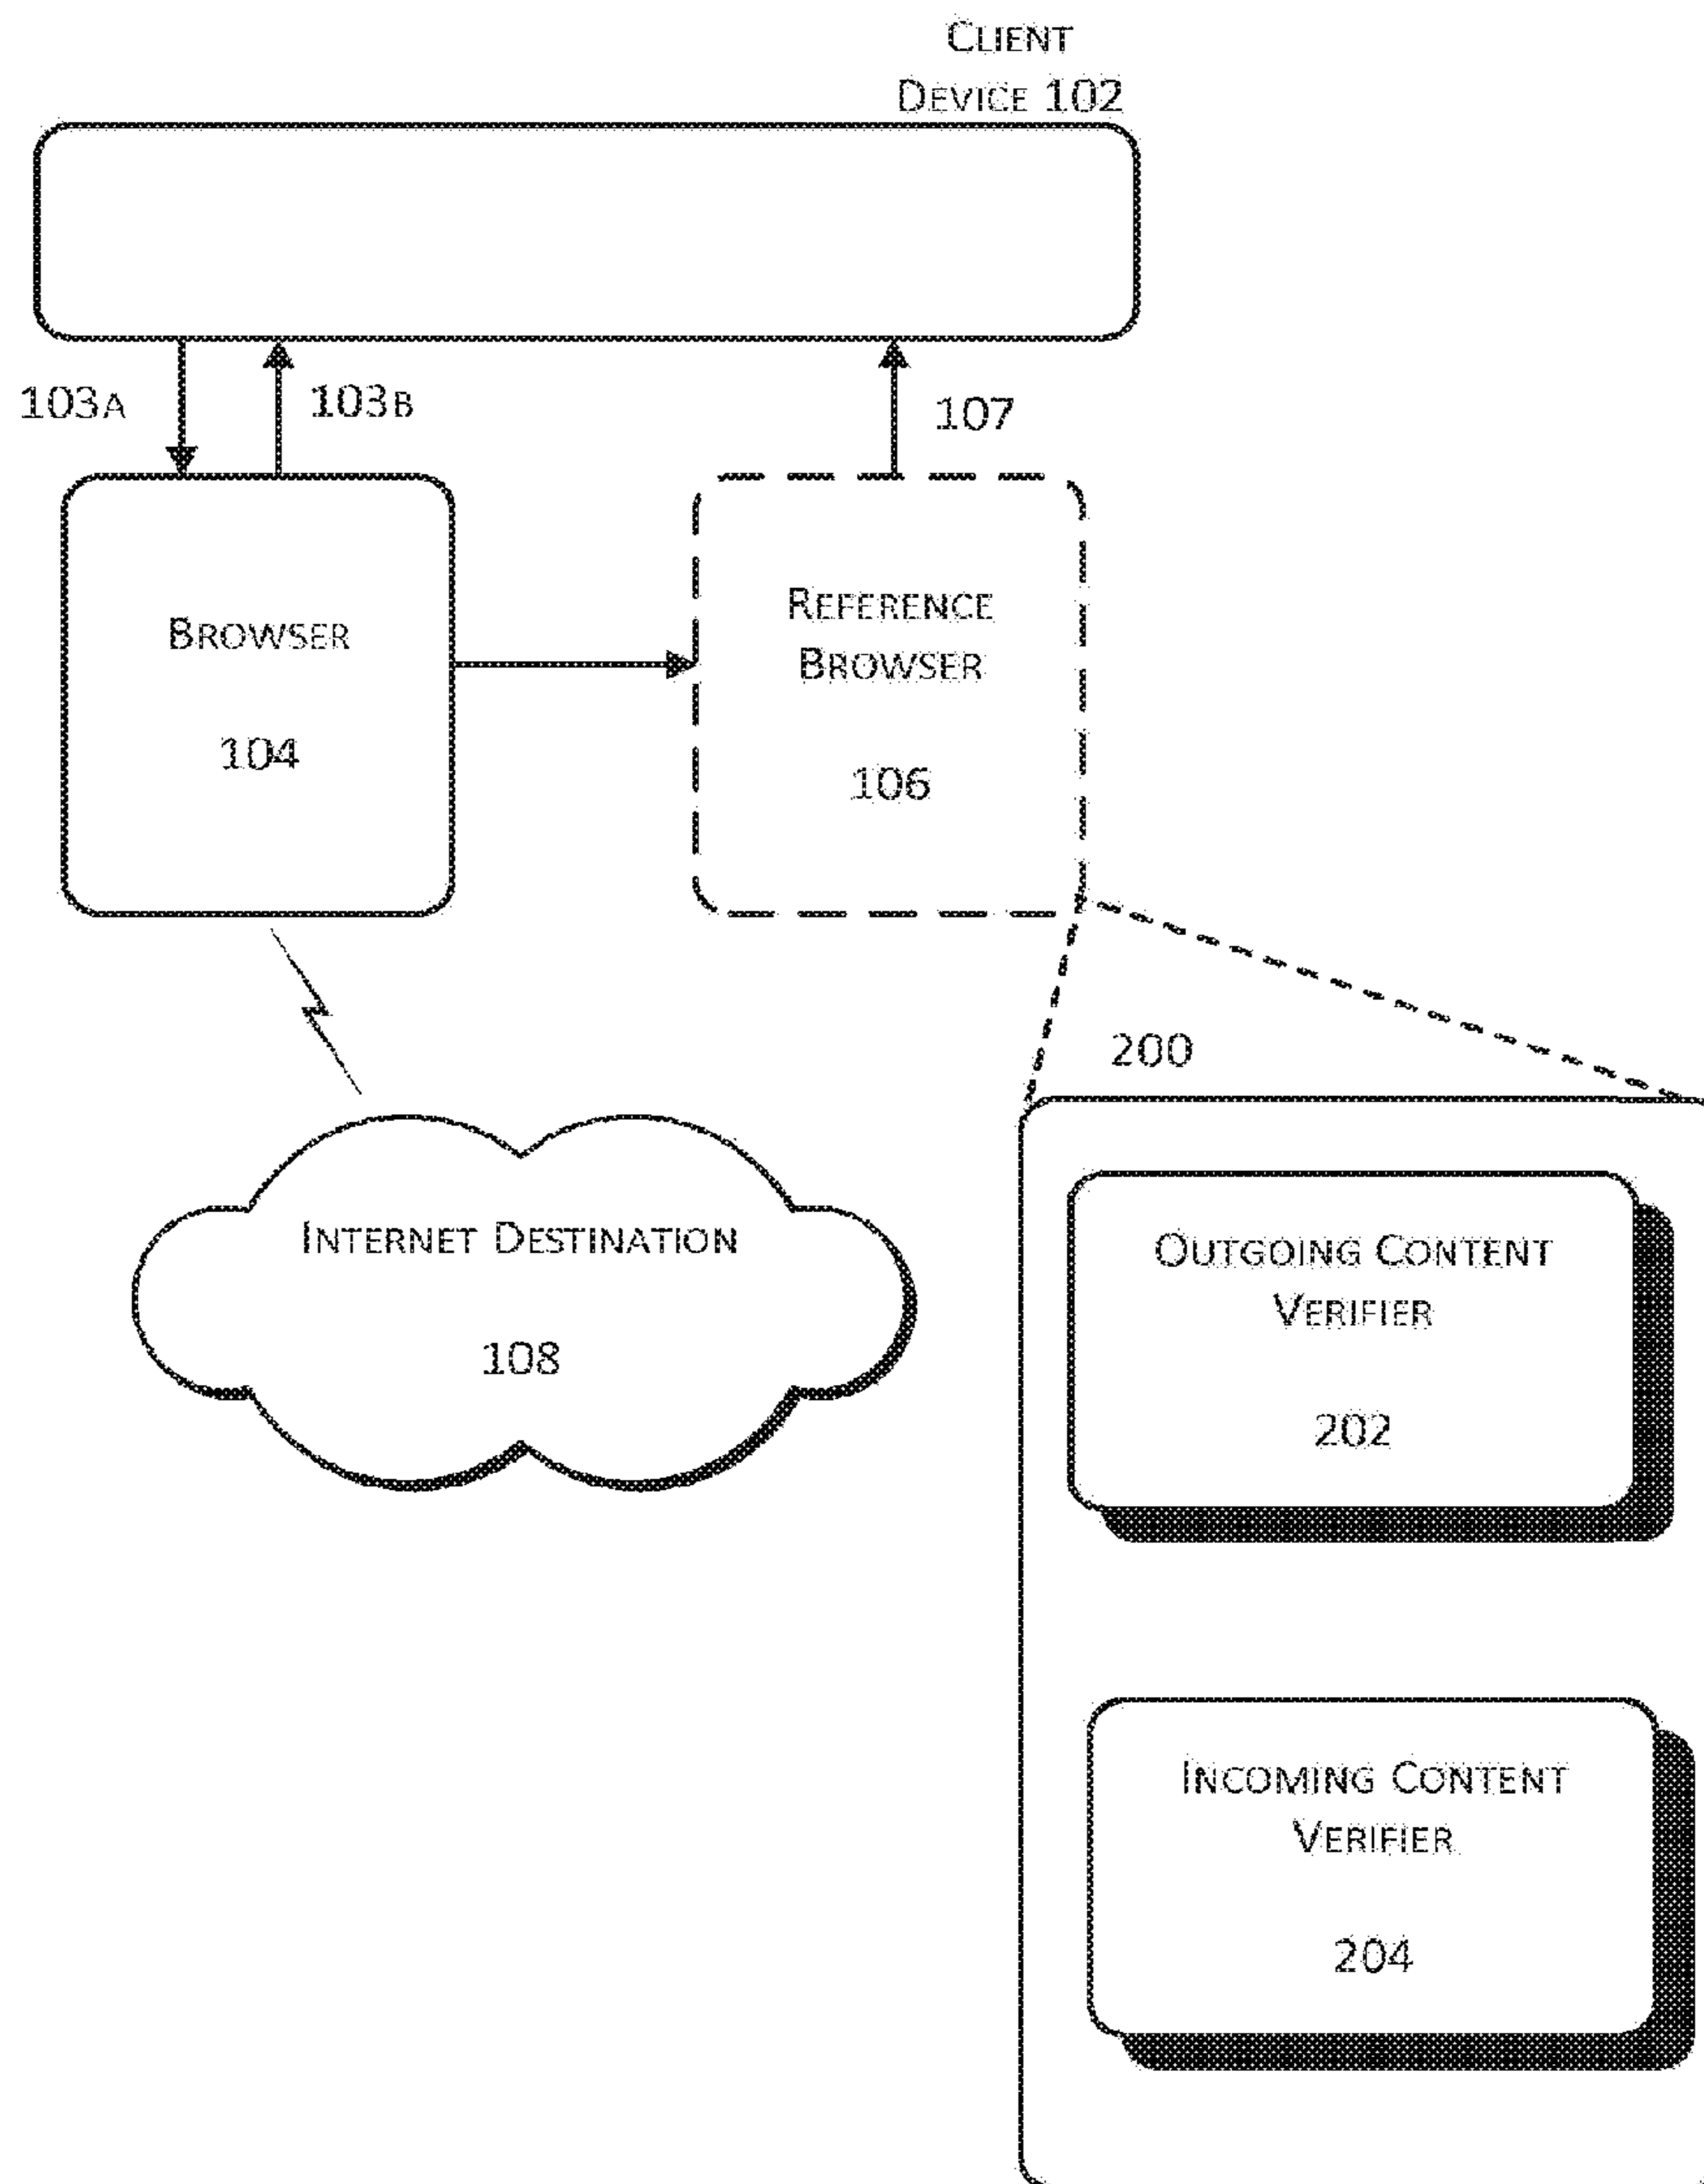 CLIENT
DEVICE 102
103A
103B
107
BROWSER
104
REFERENCE
BROWSER
106
200
INTERNET DESTINATION
108
OUTGOING CONTENT
VERIFIER
202
INCOMING CONTENT
VERIFIER
204